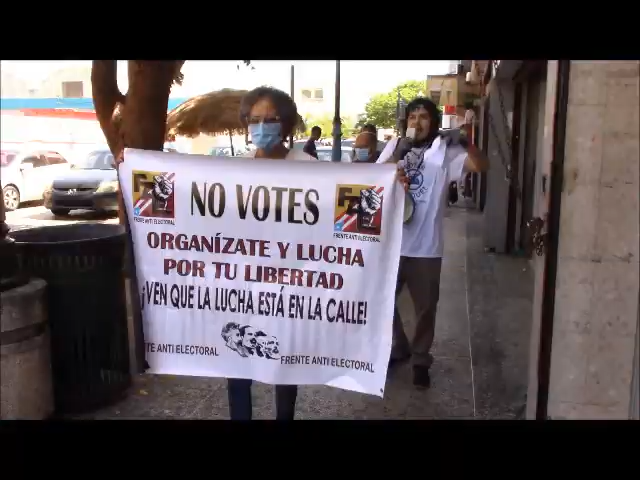 NO VOTES
FRENTE ANTI ELECTORAL
FRENTE ANTI ELECTORAL
ORGANÍZATE Y LUCHA
POR TU LIBERTAD
¡VEN QUE LA LUCHA ESTÁ EN LA CALLE!
FRENTE ANTI ELECTORAL
FRENTE ANTI ELECTORAL